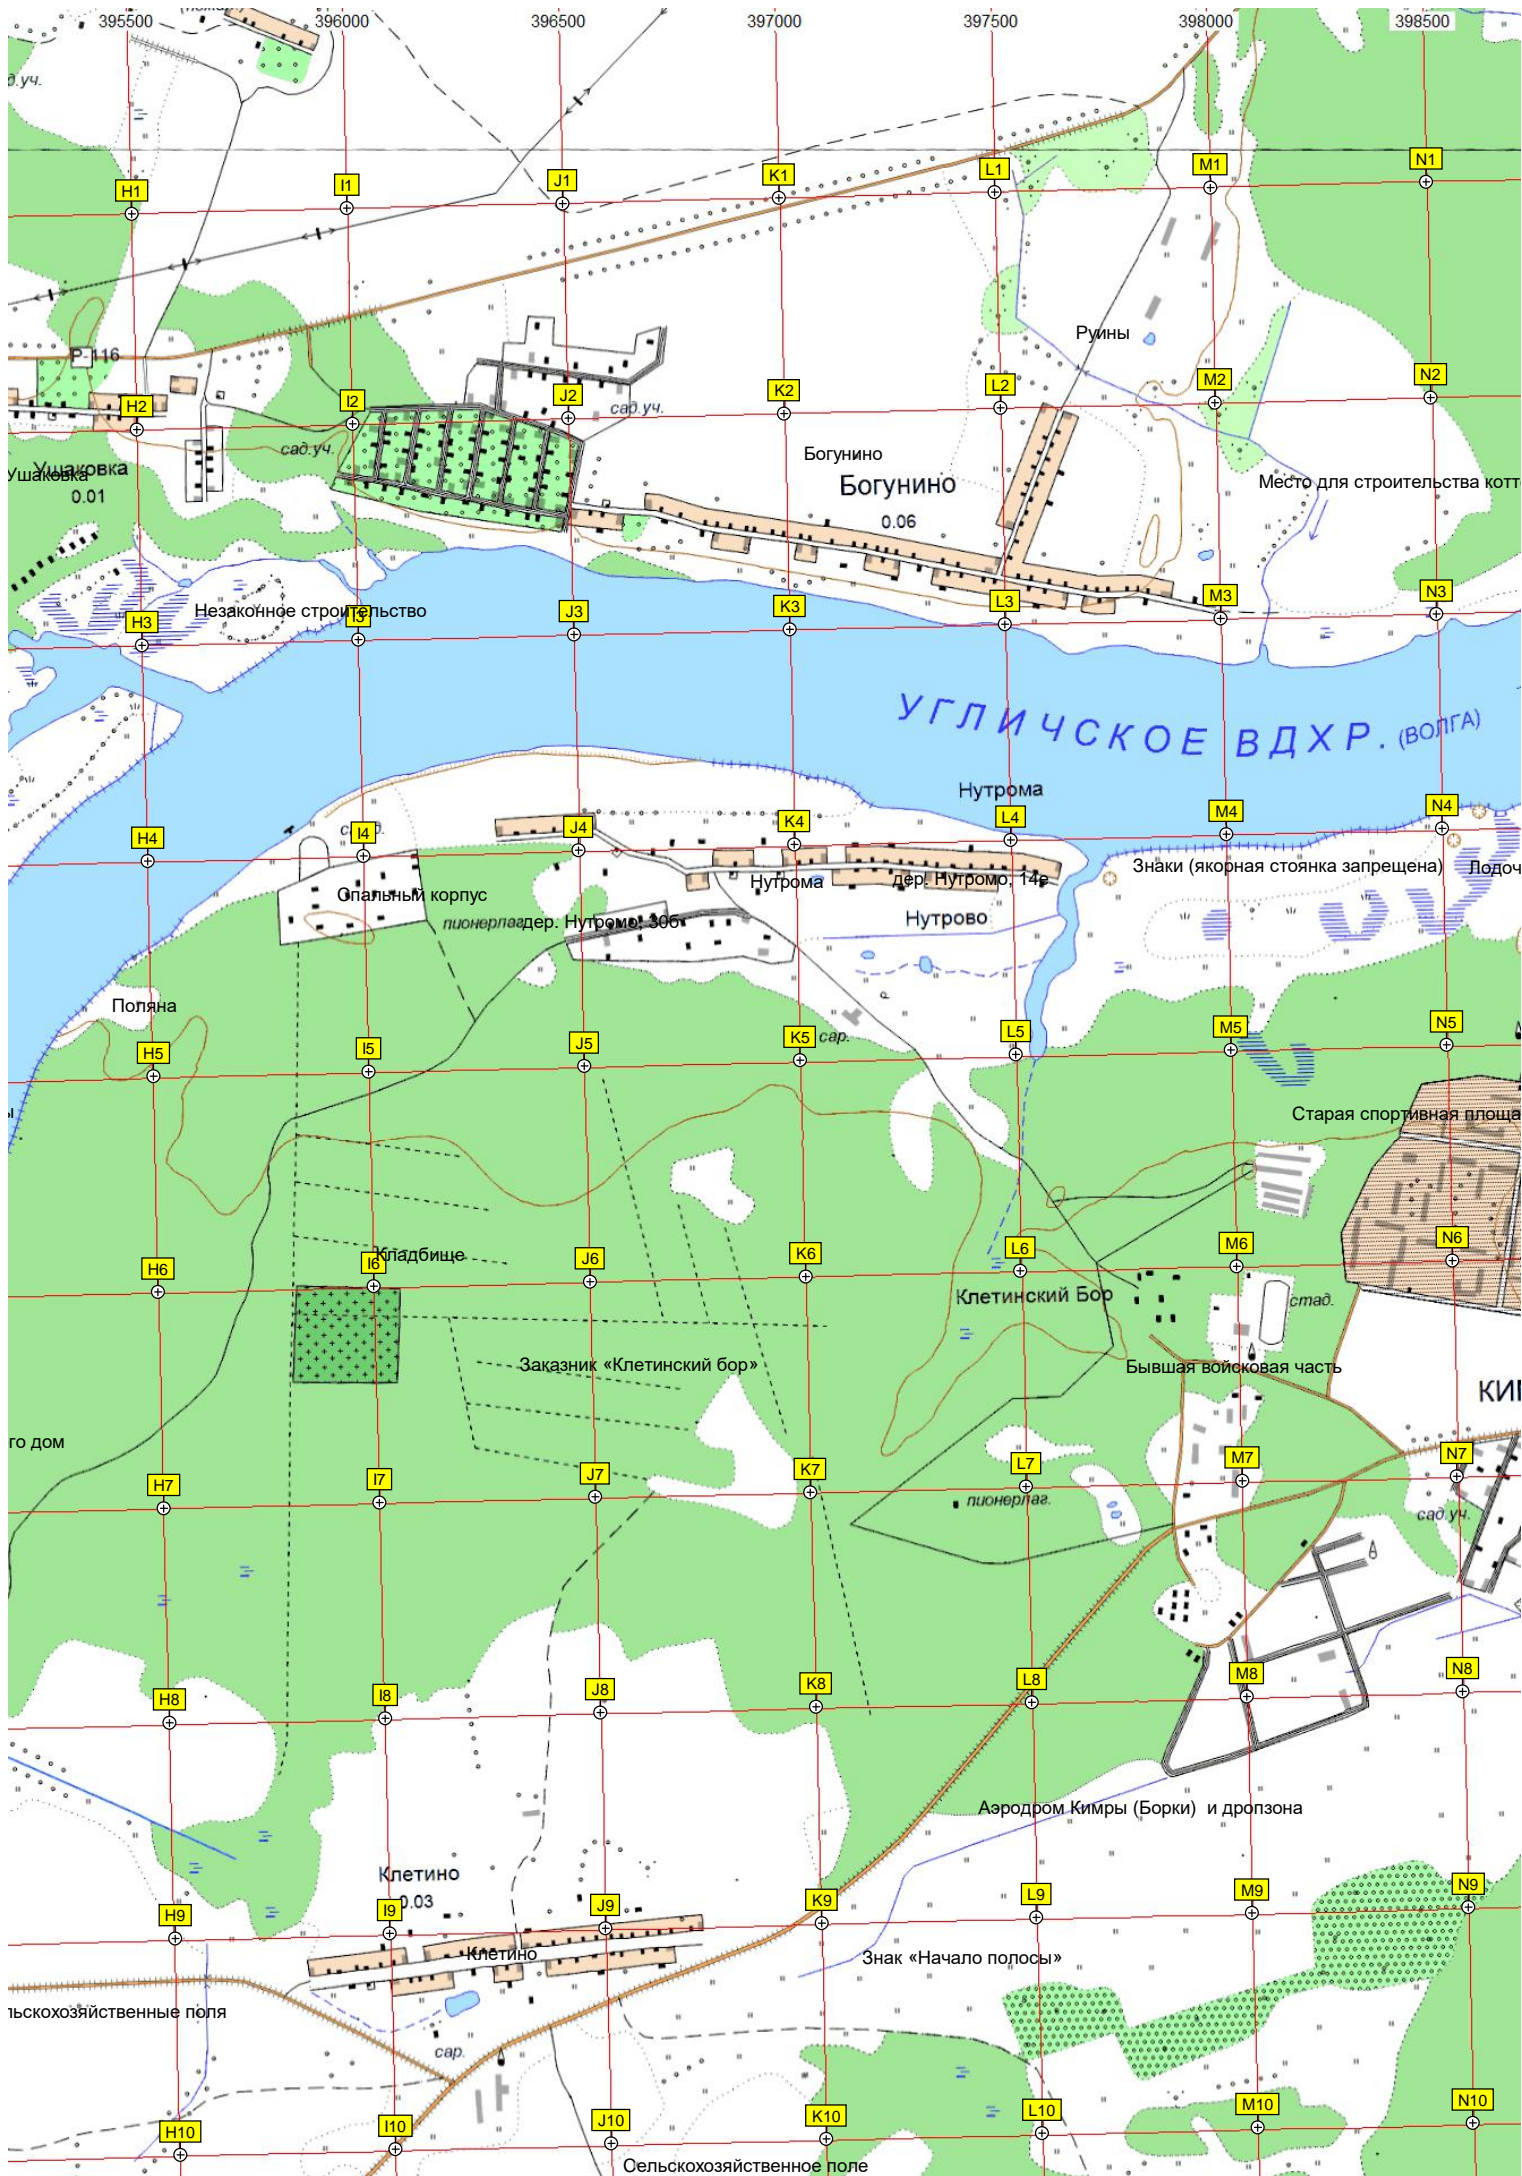 395500 396000 396500 397000 397500 398000 398500
д.уч.
H1 I1 J1 K1 L1 M1 N1
Руины
Р-116
H2 I2 J2 K2 L2 M2 N2
сад.уч.
сад.уч.
Ушаковка
Ушаковка
0.01
Богунино
Богунино
0.06
Место для строительства котт
Незаконное строительство
H3 I3 J3 K3 L3 M3 N3
УГЛИЧСКОЕ ВДХР. (ВОЛГА)
Нутрома
H4 I4 J4 K4 L4 M4 N4
Знаки (якорная стоянка запрещена)
Лодоч
Спальный корпус
Нутрома
дер. Нутромо, 14е
пионерлаг.
дер. Нутромо, 30б
Нутрово
Поляна
сар.
H5 I5 J5 K5 L5 M5 N5
ы
Старая спортивная площа
Кладбище
H6 I6 J6 K6 L6 M6 N6
Клетинский Бор
стад.
Заказник «Клетинский бор»
Бывшая войсковая часть
КИМ
го дом
H7 I7 J7 K7 L7 M7 N7
пионерлаг.
сад.уч.
H8 I8 J8 K8 L8 M8 N8
Аэродром Кимры (Борки) и дропзона
Клетино
0.03
H9 I9 J9 K9 L9 M9 N9
Клетино
Знак «Начало полосы»
льскохозяйственные поля
сар.
H10 I10 J10 K10 L10 M10 N10
Сельскохозяйственное поле